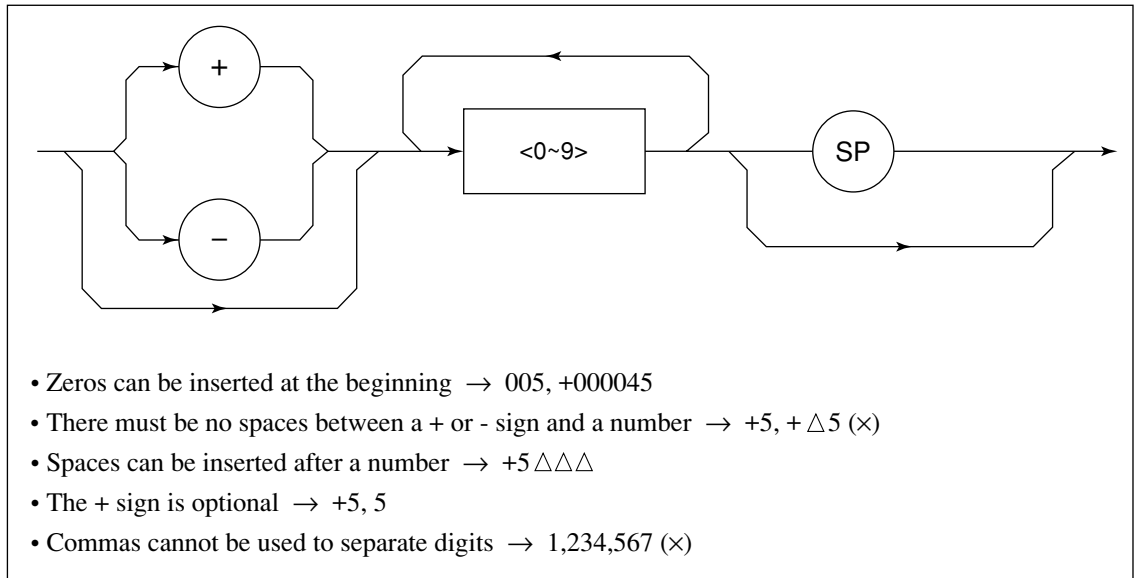 +
<0~9>
SP
−
• Zeros can be inserted at the beginning → 005, +000045
• There must be no spaces between a + or - sign and a number → +5, + △5 (×)
• Spaces can be inserted after a number → +5△△△
• The + sign is optional → +5, 5
• Commas cannot be used to separate digits → 1,234,567 (×)